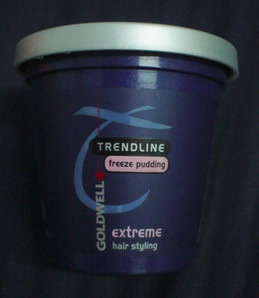 TRENDLINE
freeze pudding
GOLDWELL
extreme
hair styling